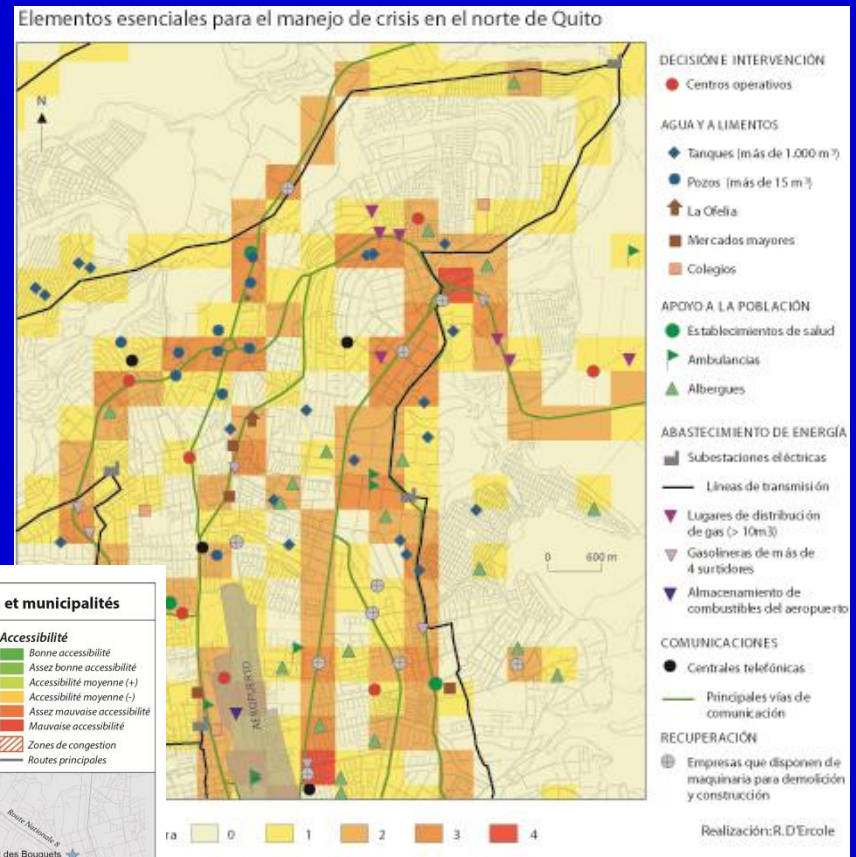 Elementos esenciales para el manejo de crisis en el norte de Quito
N
AEROPUERTO
0 600 m
DECISIÓN E INTERVENCIÓN
Centros operativos
AGUA Y ALIMENTOS
Tanques (más de 1.000 m³)
Pozos (más de 15 m³)
La Ofelia
Mercados mayores
Colegios
APOYO A LA POBLACIÓN
Establecimientos de salud
Ambulancias
Albergues
ABASTECIMIENTO DE ENERGÍA
Subestaciones eléctricas
Líneas de transmisión
Lugares de distribución
de gas (> 10m3)
Gasolineras de más de
4 surtidores
Almacenamiento de
combustibles del aeropuerto
COMUNICACIONES
Centrales telefónicas
Principales vías de
comunicación
RECUPERACIÓN
Empresas que disponen de
maquinaria para demolición
y construcción
0 1 2 3 4
Realización: R. D'Ercole
et municipalités
Accessibilité
Bonne accessibilité
Assez bonne accessibilité
Accessibilité moyenne (+)
Accessibilité moyenne (-)
Assez mauvaise accessibilité
Mauvaise accessibilité
Zones de congestion
Routes principales
Route Nationale 8
des Bouquets